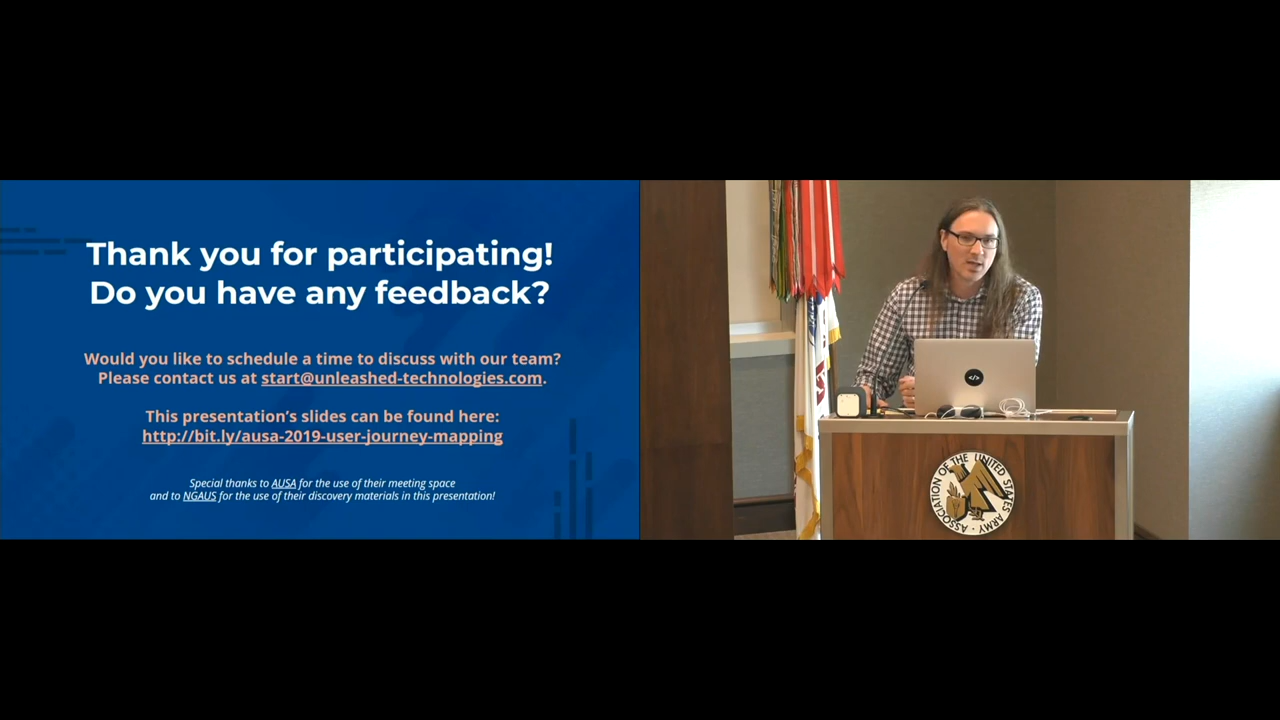 Thank you for participating!
Do you have any feedback?
Would you like to schedule a time to discuss with our team?
Please contact us at start@unleashed-technologies.com.
This presentation's slides can be found here:
http://bit.ly/ausa-2019-user-journey-mapping
Special thanks to AUSA for the use of their meeting space
and to NGAUS for the use of their discovery materials in this presentation!
</>
ASSOCIATION OF THE UNITED STATES ARMY